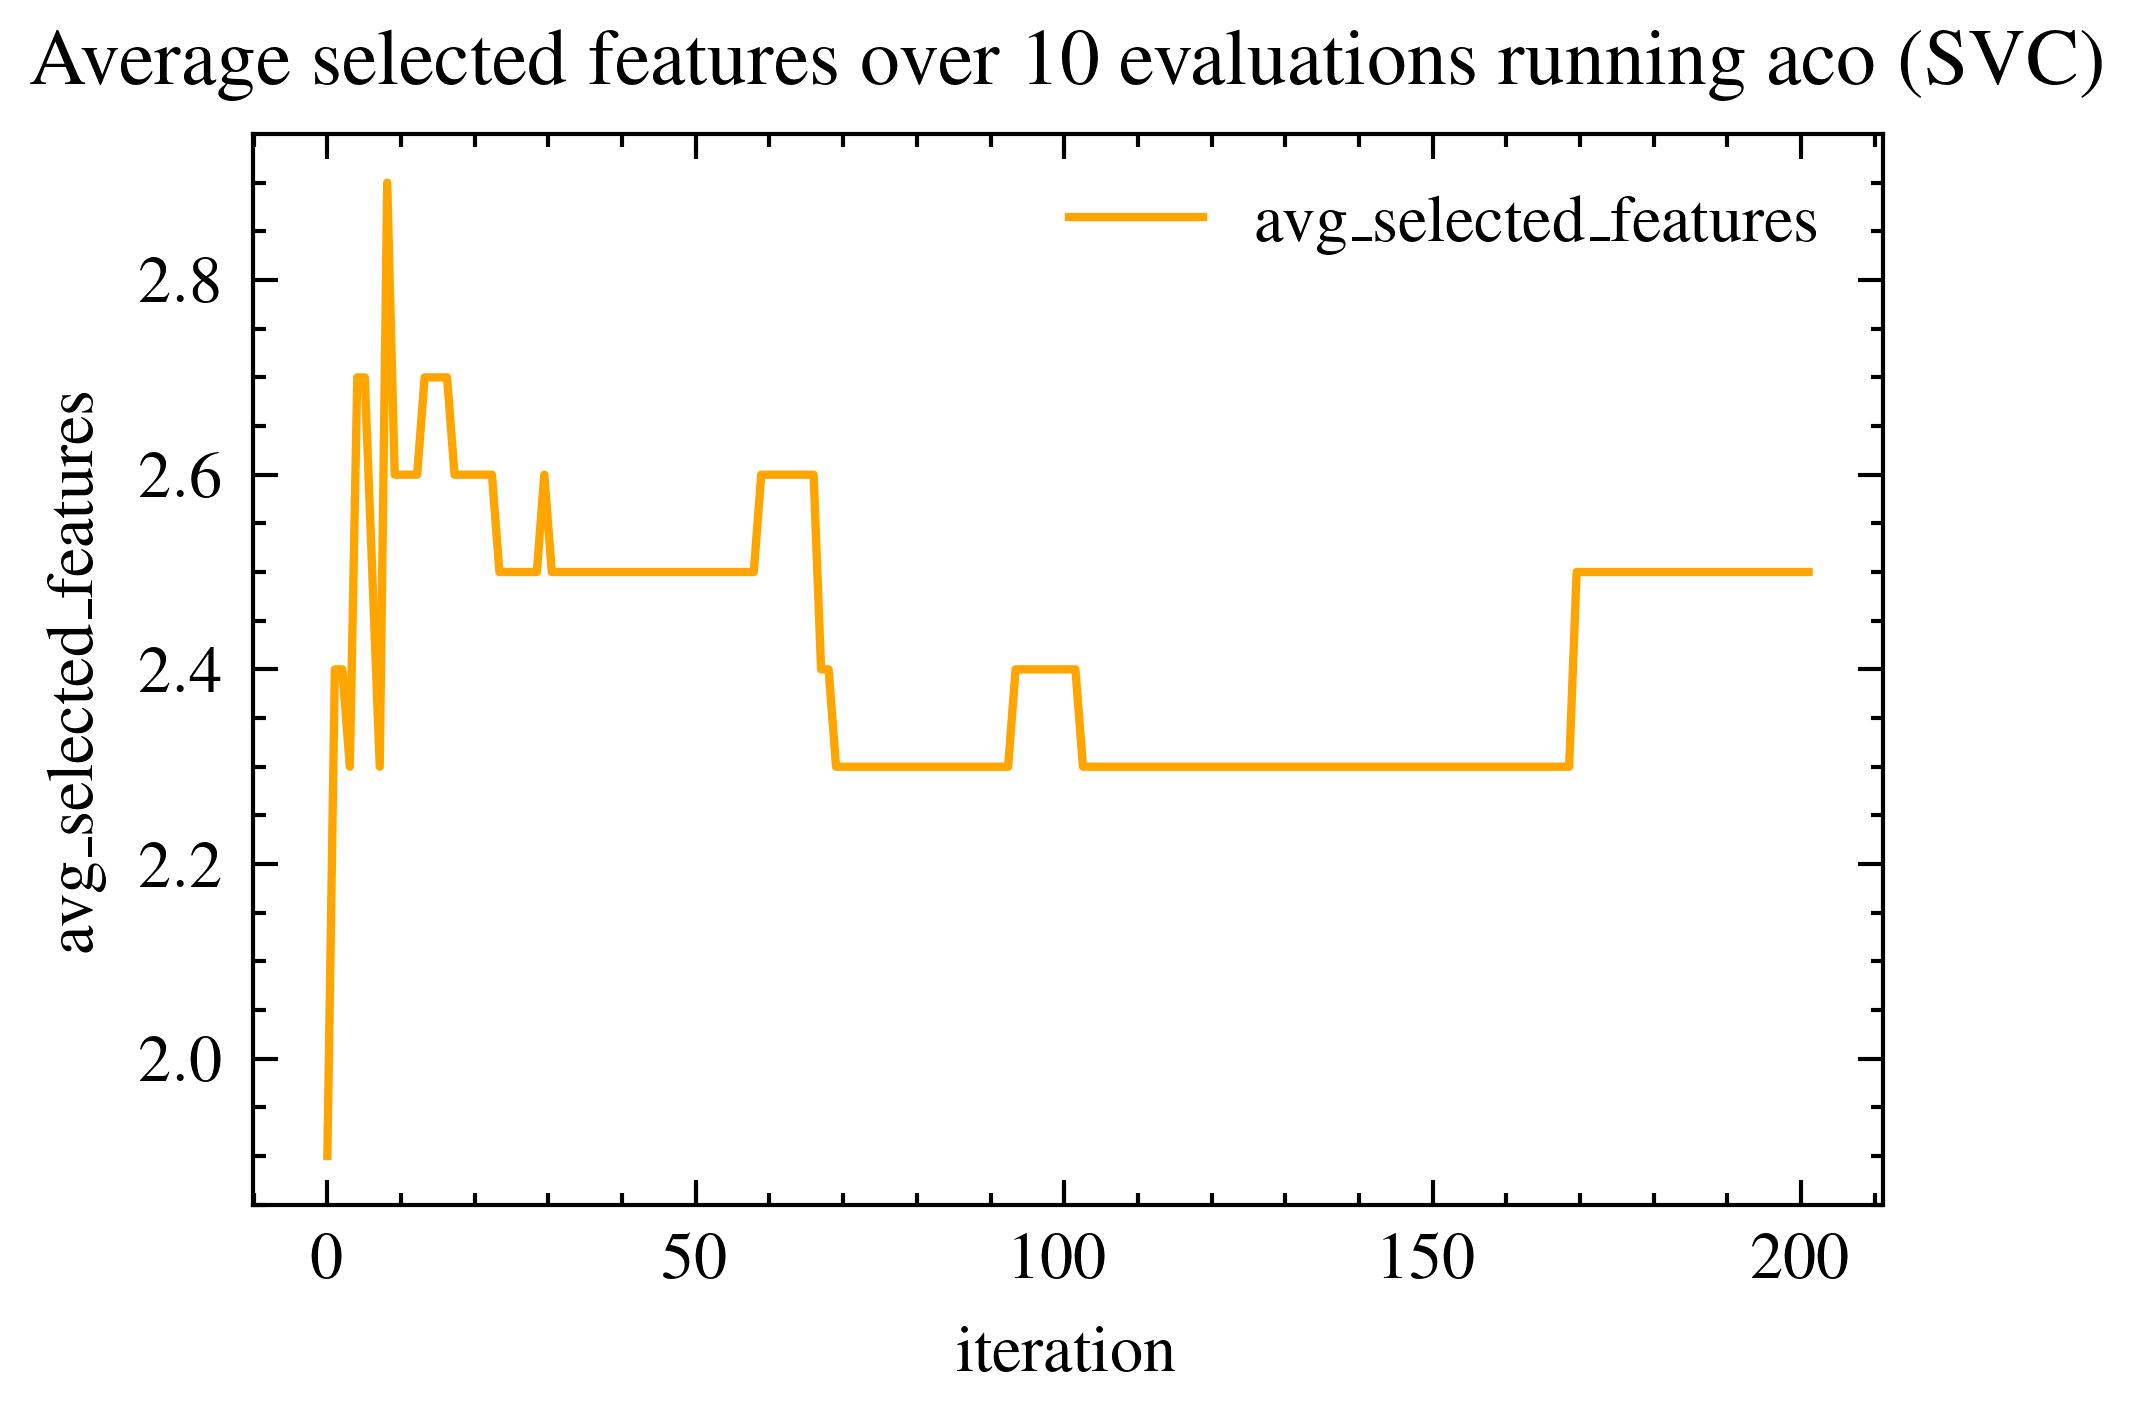 Average selected features over 10 evaluations running aco (SVC)
avg_selected_features
avg_selected_features
2.8
2.6
2.4
2.2
2.0
0 50 100 150 200
iteration